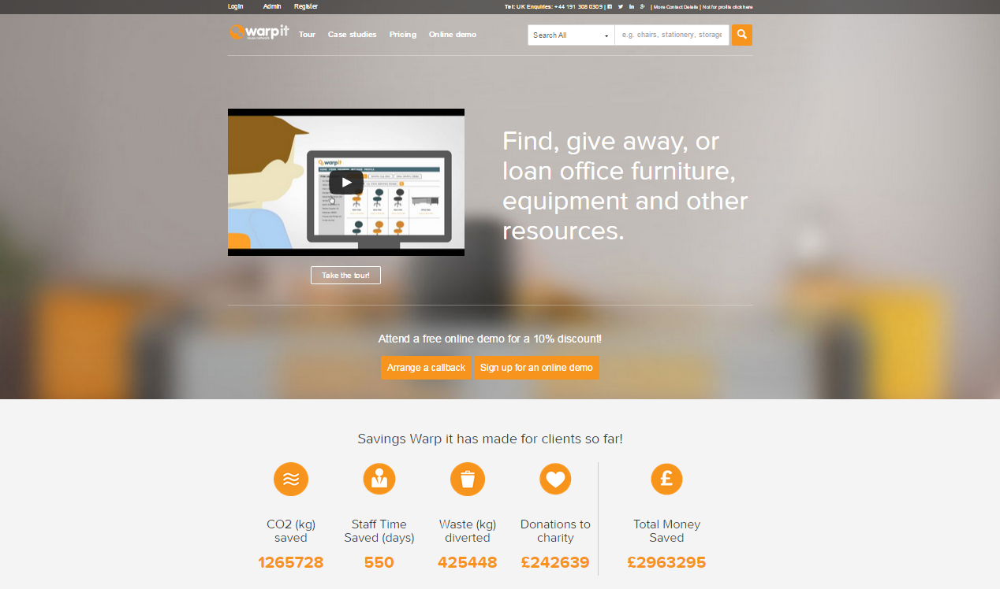 Login Admin Register
Tel: UK Enquiries: +44 191 308 0309 | | More Contact Details | Not for profits click here
warp it
reuse network
Tour Case studies Pricing Online demo
Search All
e.g. chairs, stationery, storage
warp it
Find, give away, or
loan office furniture,
equipment and other
resources.
Take the tour!
Attend a free online demo for a 10% discount!
Arrange a callback
Sign up for an online demo
Savings Warp it has made for clients so far!
CO2 (kg)
saved
1265728
Staff Time
Saved (days)
550
Waste (kg)
diverted
425448
Donations to
charity
£242639
Total Money
Saved
£2963295